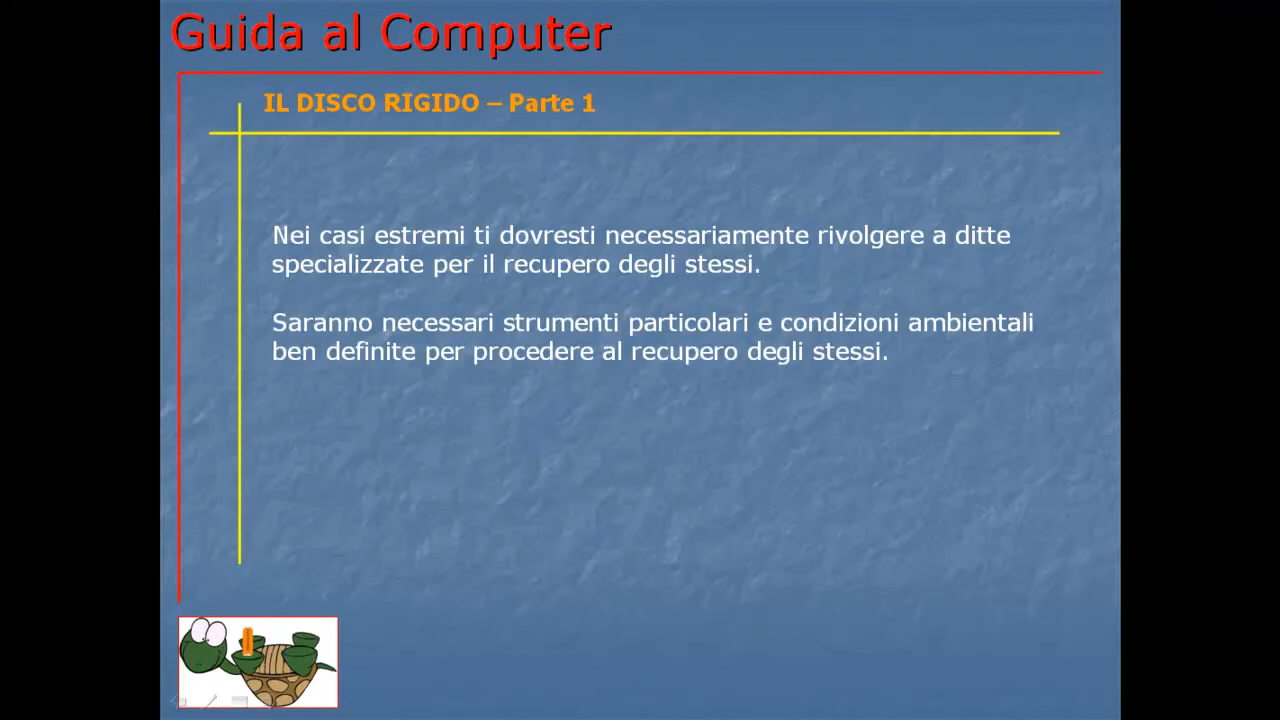 Guida al Computer
IL DISCO RIGIDO – Parte 1
Nei casi estremi ti dovresti necessariamente rivolgere a ditte
specializzate per il recupero degli stessi.
Saranno necessari strumenti particolari e condizioni ambientali
ben definite per procedere al recupero degli stessi.